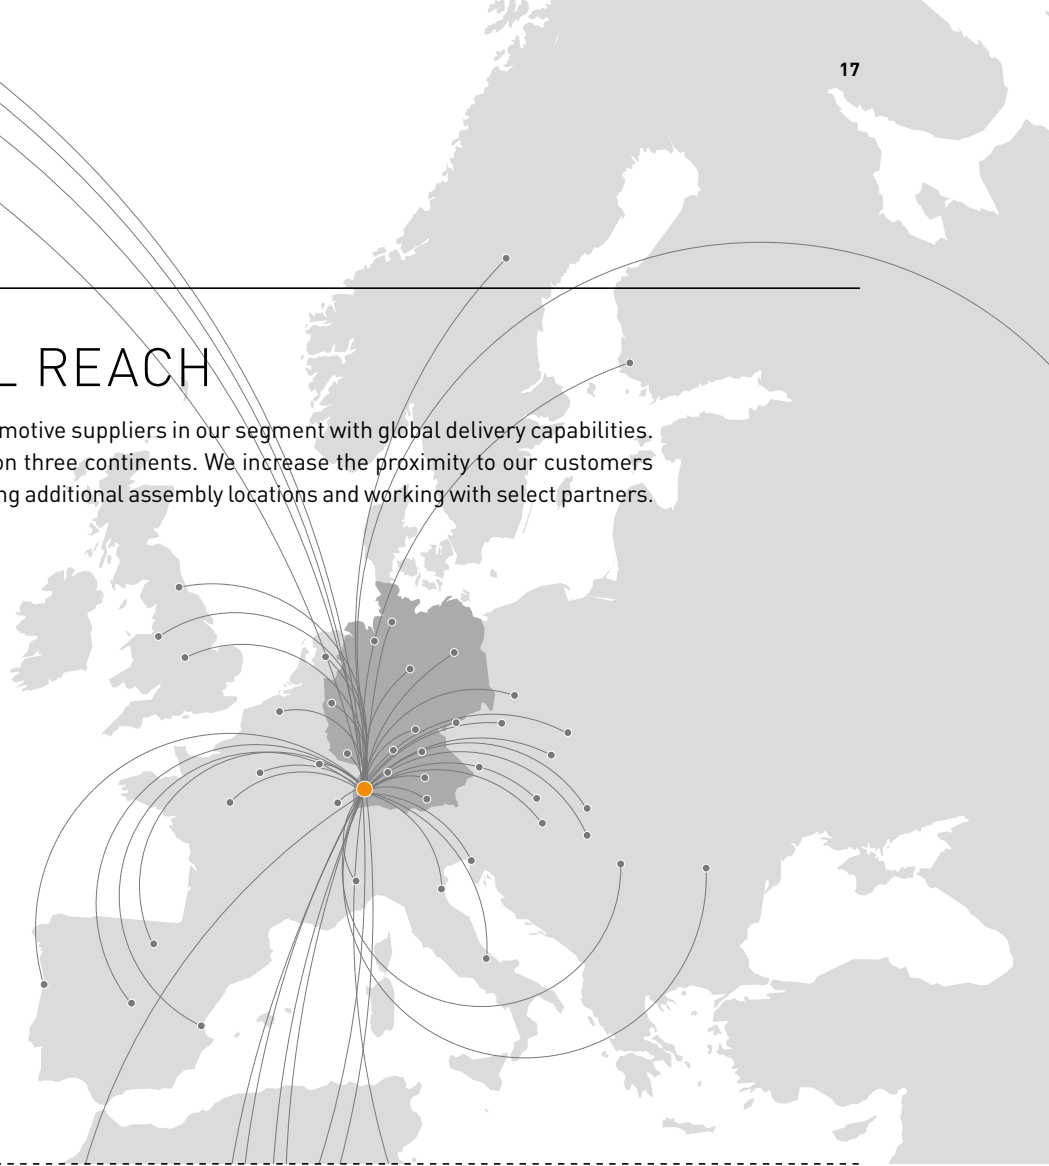 17
L REACH
motive suppliers in our segment with global delivery capabilities.
on three continents. We increase the proximity to our customers
ng additional assembly locations and working with select partners.